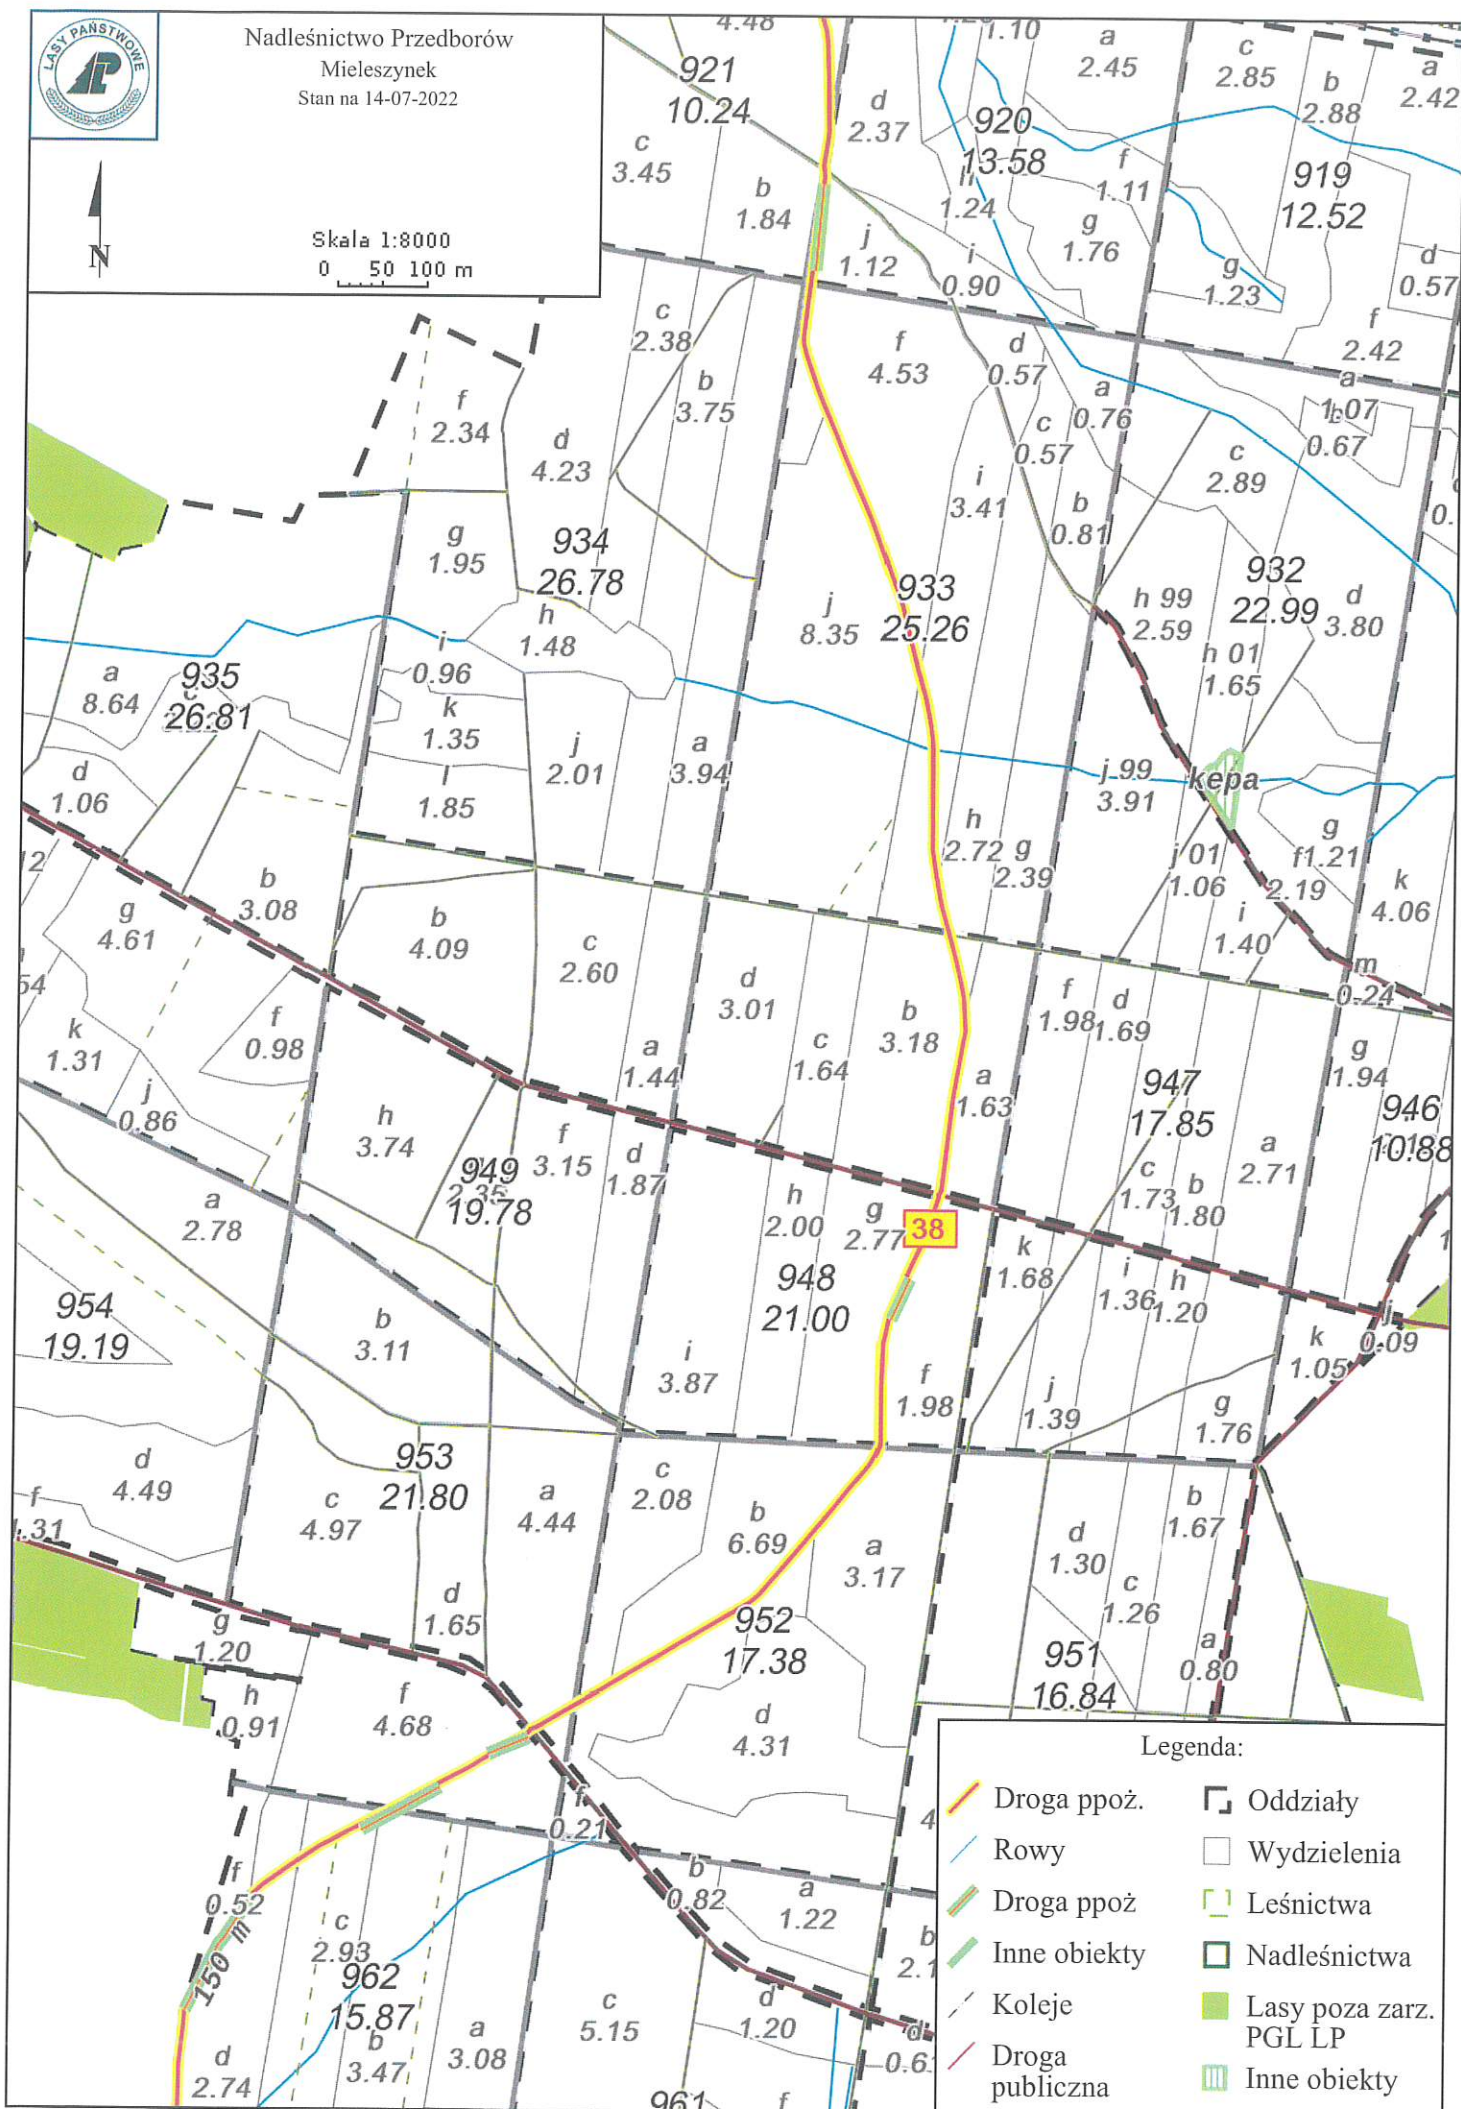 LASY PAŃSTWOWE
Nadleśnictwo Przedborów
Mieleszynek
Stan na 14-07-2022
N
Skala 1:8000
0 50 100 m
4.48
1.10
a
2.45
c
2.85
b
2.88
a
2.42
921
10.24
d
2.37
920
13.58
c
3.45
b
1.84
h
1.24
f
1.11
919
12.52
j
1.12
i
0.90
g
1.76
g
1.23
d
0.57
f
2.42
c
2.38
b
3.75
f
4.53
d
0.57
a
0.76
a
1.07
b
0.67
f
2.34
d
4.23
c
0.57
c
2.89
i
3.41
b
0.81
g
1.95
934
26.78
933
25.26
932
22.99
h 99
2.59
d
3.80
h
1.48
j
8.35
h 01
1.65
a
8.64
935
26.81
i
0.96
k
1.35
j
2.01
a
3.94
d
1.06
l
1.85
j 99
3.91
kępa
h
2.72
g
2.39
j 01
1.06
g
1.21
f
2.19
k
4.06
g
4.61
b
3.08
b
4.09
c
2.60
d
3.01
i
1.40
m
0.24
k
1.31
f
0.98
a
1.44
c
1.64
b
3.18
f
1.98
d
1.69
a
1.63
g
1.94
947
17.85
946
10.88
j
0.86
h
3.74
949
19.78
f
3.15
d
1.87
c
1.73
b
1.80
a
2.71
a
2.78
h
2.00
g
2.77
38
k
1.68
i
1.36
h
1.20
948
21.00
954
19.19
b
3.11
i
3.87
f
1.98
j
1.39
k
1.05
j
0.09
g
1.76
d
4.49
953
21.80
c
4.97
a
4.44
c
2.08
b
6.69
a
3.17
b
1.67
d
1.30
c
1.26
f
1.31
d
1.65
952
17.38
951
16.84
a
0.80
g
1.20
h
0.91
f
4.68
d
4.31
f
0.21
f
0.52
150 m
c
2.93
b
0.82
a
1.22
b
962
15.87
b
3.47
a
3.08
c
5.15
d
1.20
d
d
2.74
961
f
Legenda:
Droga ppoż.
Rowy
Droga ppoż
Inne obiekty
Koleje
Droga
publiczna
Oddziały
Wydzielenia
Leśnictwa
Nadleśnictwa
Lasy poza zarz.
PGL LP
Inne obiekty